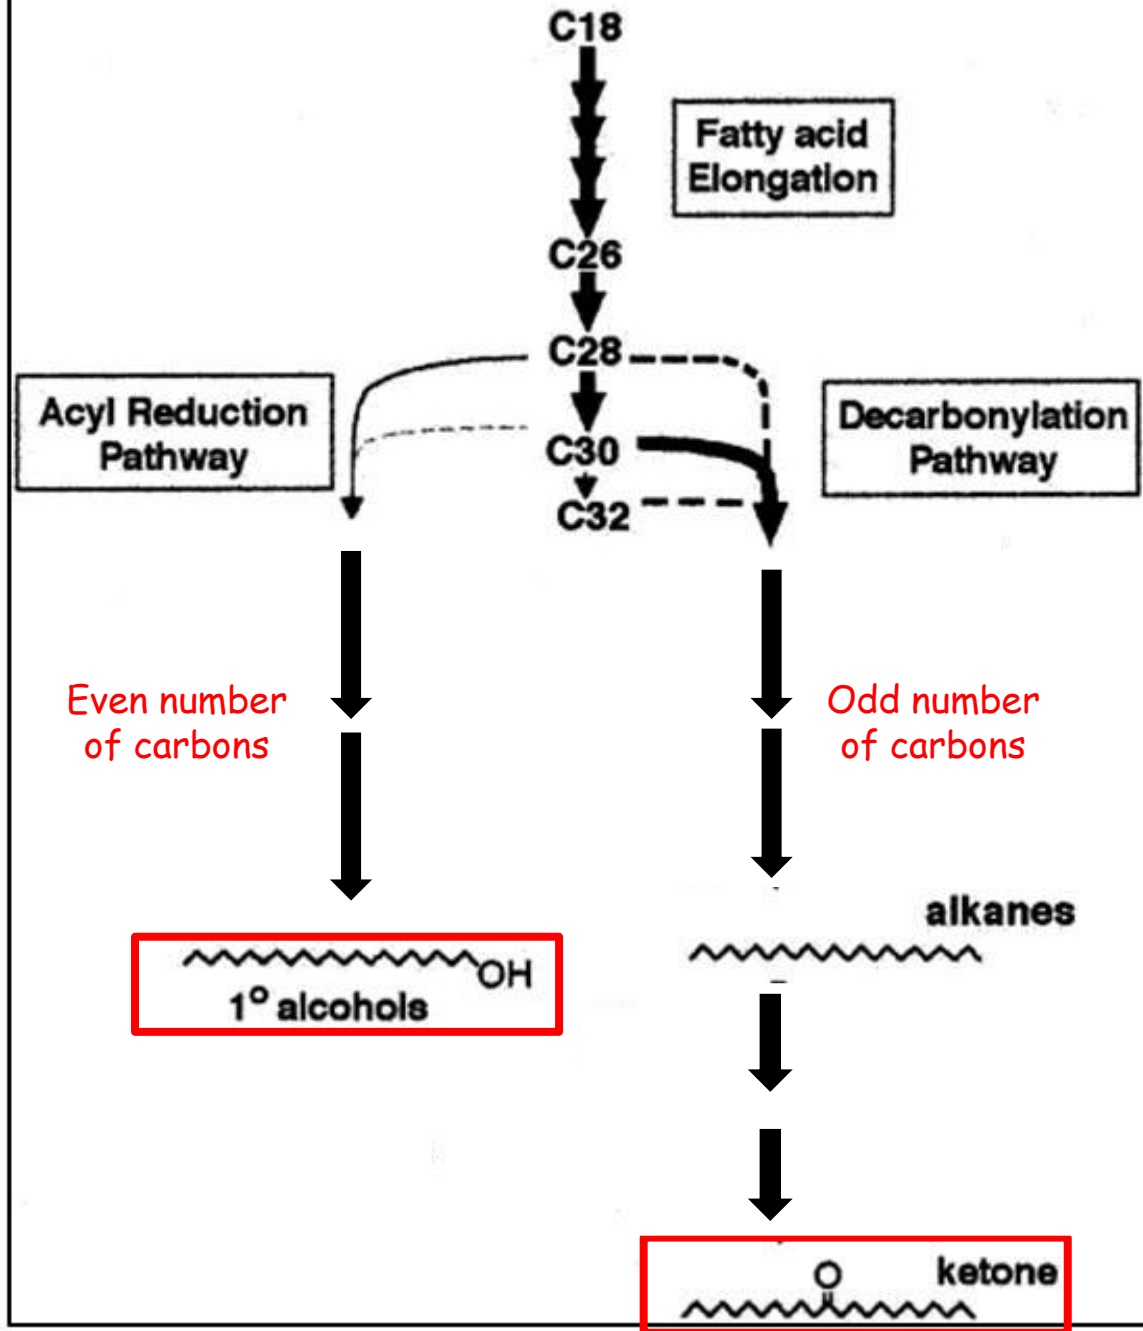 C18
Fatty acid
Elongation
C26
C28
Acyl Reduction
Pathway
C30
Decarbonylation
Pathway
C32
Even number
of carbons
Odd number
of carbons
alkanes
OH
1° alcohols
O
ketone